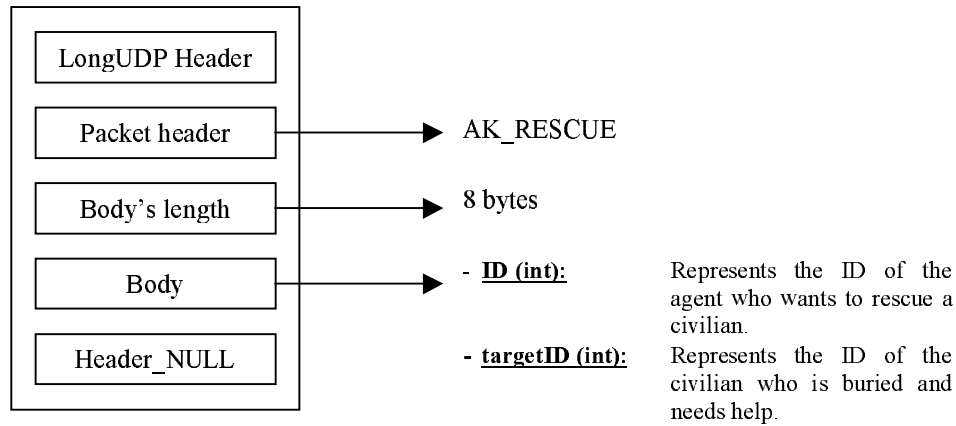 LongUDP Header
Packet header
AK_RESCUE
Body's length
8 bytes
Body
- ID (int):
Represents the ID of the
agent who wants to rescue a
civilian.
Header_NULL
- targetID (int):
Represents the ID of the
civilian who is buried and
needs help.